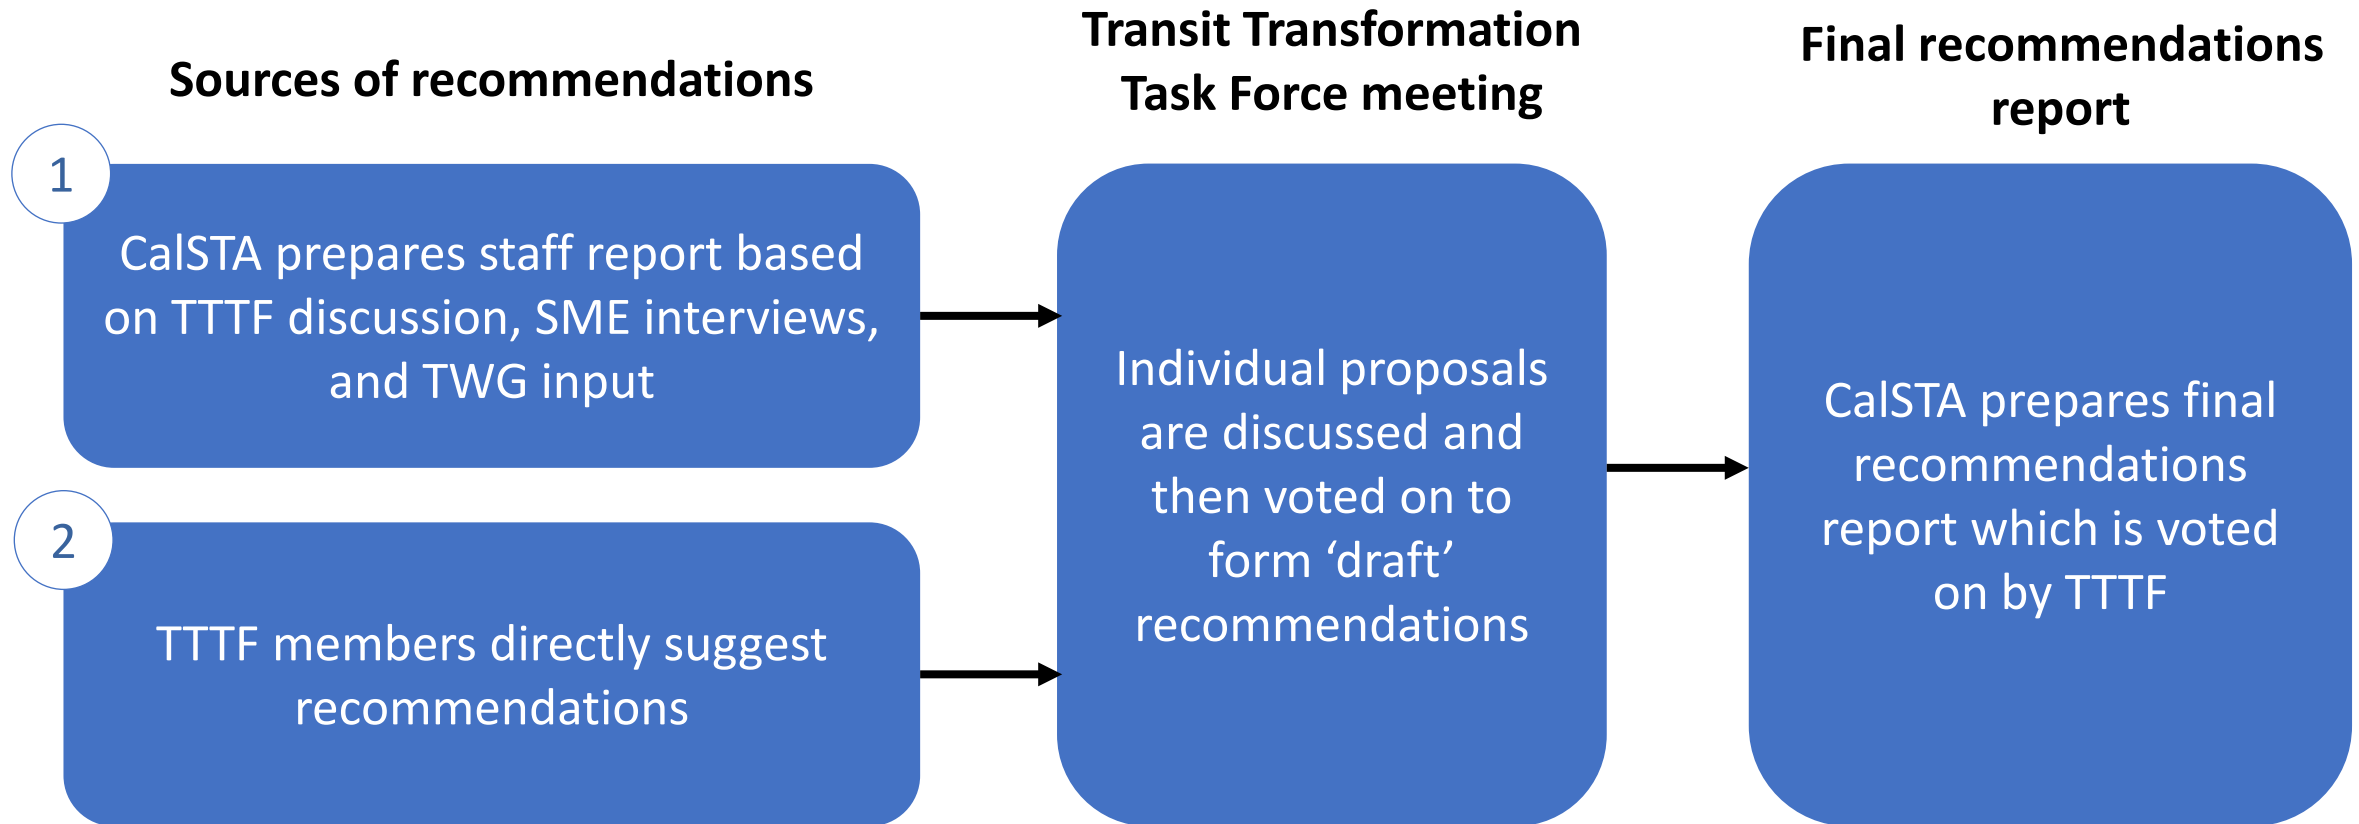 Sources of recommendations
1
CalSTA prepares staff report based
on TTTF discussion, SME interviews,
and TWG input
2
TTTF members directly suggest
recommendations
Transit Transformation
Task Force meeting
Individual proposals
are discussed and
then voted on to
form ‘draft’
recommendations
Final recommendations
report
CalSTA prepares final
recommendations
report which is voted
on by TTTF